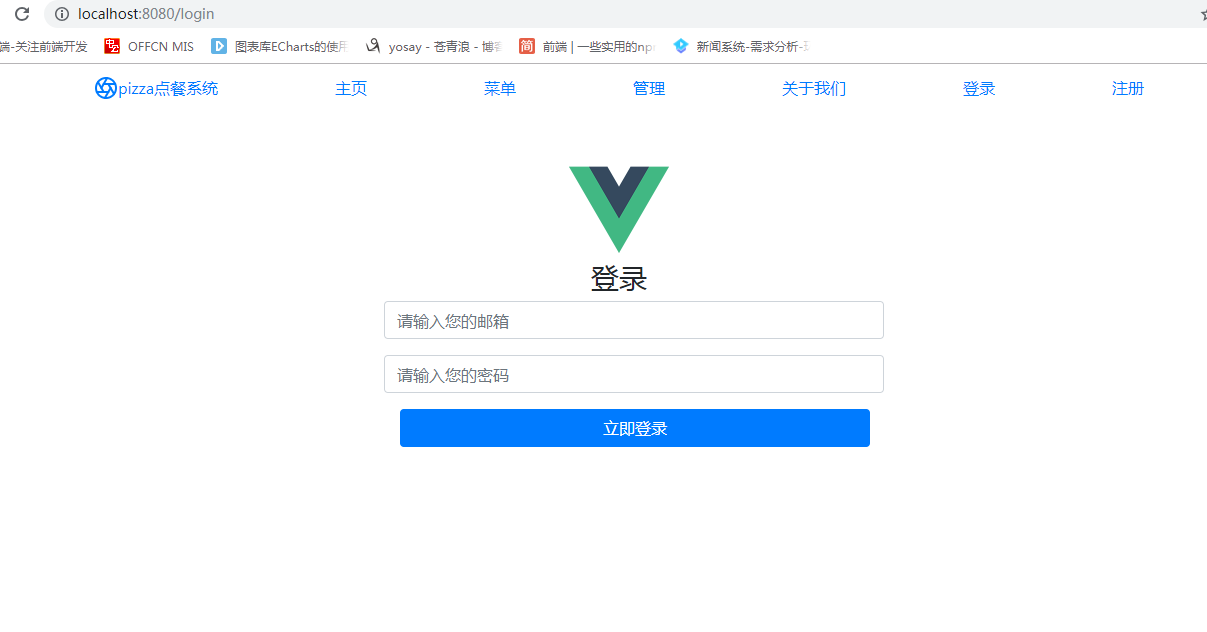 localhost:8080/login
端-关注前端开发 OFFCN MIS 图表库ECharts的使用 yosay - 苍青浪 - 博客 简 前端 | 一些实用的npm 新闻系统-需求分析-
pizza点餐系统 主页 菜单 管理 关于我们 登录 注册
登录
请输入您的邮箱
请输入您的密码
立即登录